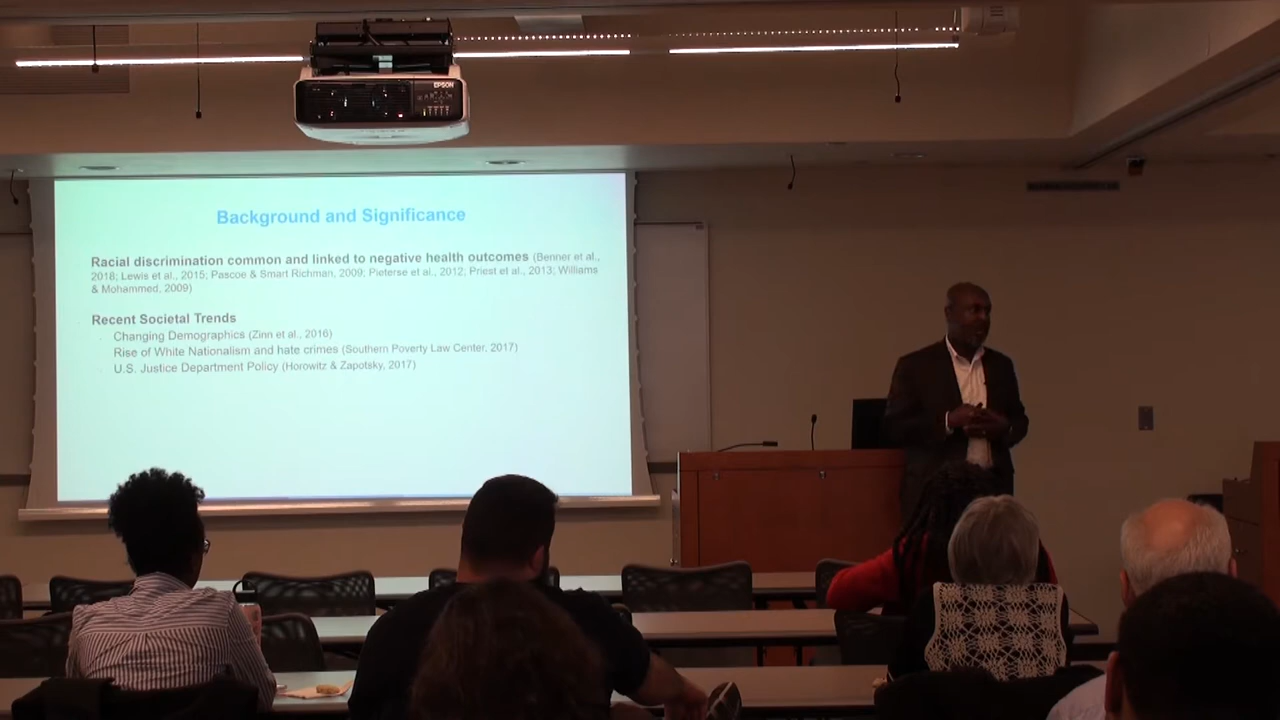 EPSON
Background and Significance
Racial discrimination common and linked to negative health outcomes (Benner et al.,
2018; Lewis et al., 2015; Pascoe & Smart Richman, 2009; Pieterse et al., 2012; Priest et al., 2013; Williams
& Mohammed, 2009)
Recent Societal Trends
Changing Demographics (Zinn et al., 2016)
Rise of White Nationalism and hate crimes (Southern Poverty Law Center, 2017)
U.S. Justice Department Policy (Horowitz & Zapotsky, 2017)